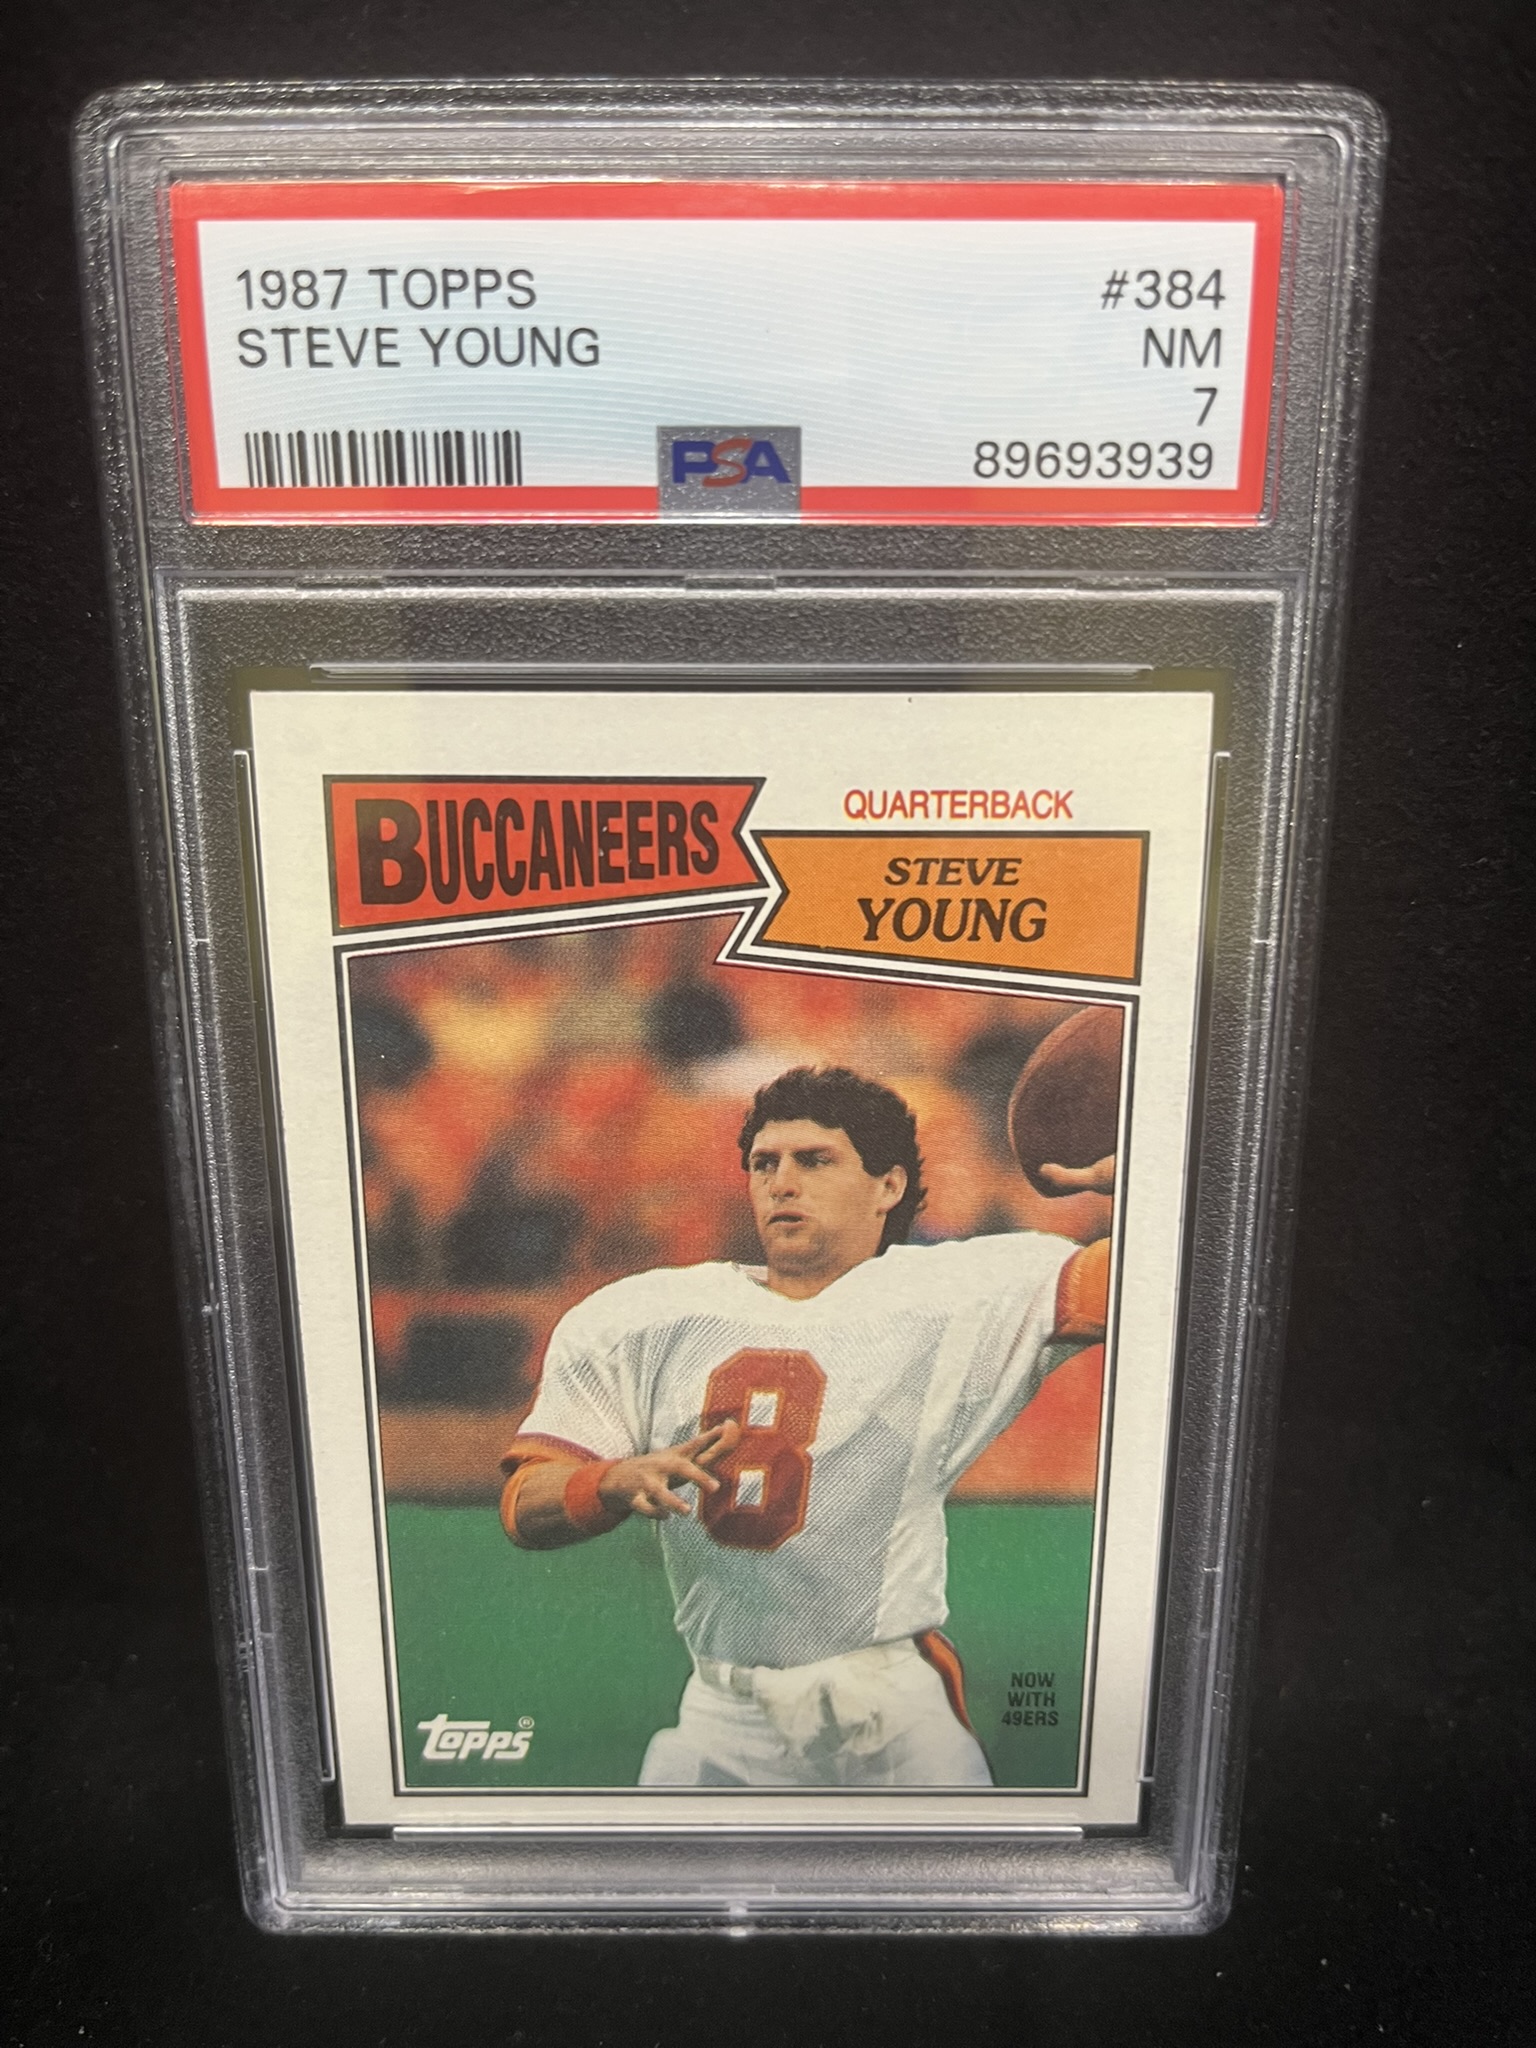 1987 TOPPS #384
STEVE YOUNG NM
7
PSA 89693939
BUCCANEERS
QUARTERBACK
STEVE
YOUNG
8
NOW
WITH
49ERS
topps®